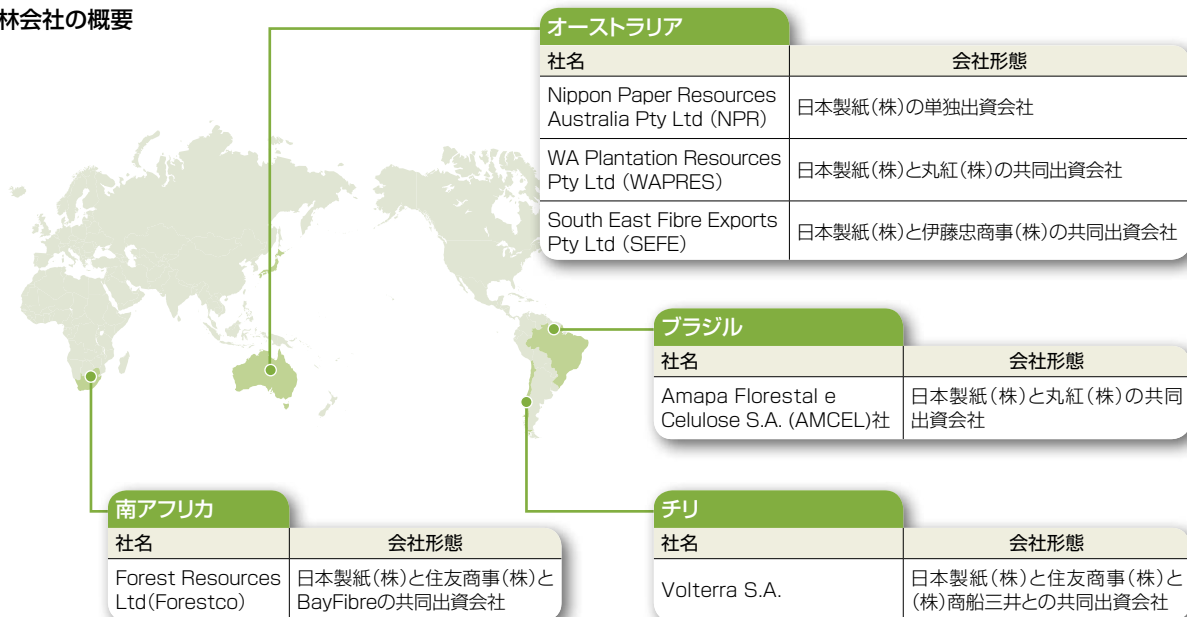 林会社の概要
オーストラリア
社名 会社形態
Nippon Paper Resources
Australia Pty Ltd (NPR)
日本製紙(株)の単独出資会社
WA Plantation Resources
Pty Ltd (WAPRES)
日本製紙(株)と丸紅(株)の共同出資会社
South East Fibre Exports
Pty Ltd (SEFE)
日本製紙(株)と伊藤忠商事(株)の共同出資会社
ブラジル
社名 会社形態
Amapa Florestal e
Celulose S.A. (AMCEL)社
日本製紙(株)と丸紅(株)の共同
出資会社
南アフリカ
社名 会社形態
Forest Resources
Ltd(Forestco)
日本製紙(株)と住友商事(株)と
BayFibreの共同出資会社
チリ
社名 会社形態
Volterra S.A.
日本製紙(株)と住友商事(株)と
(株)商船三井との共同出資会社